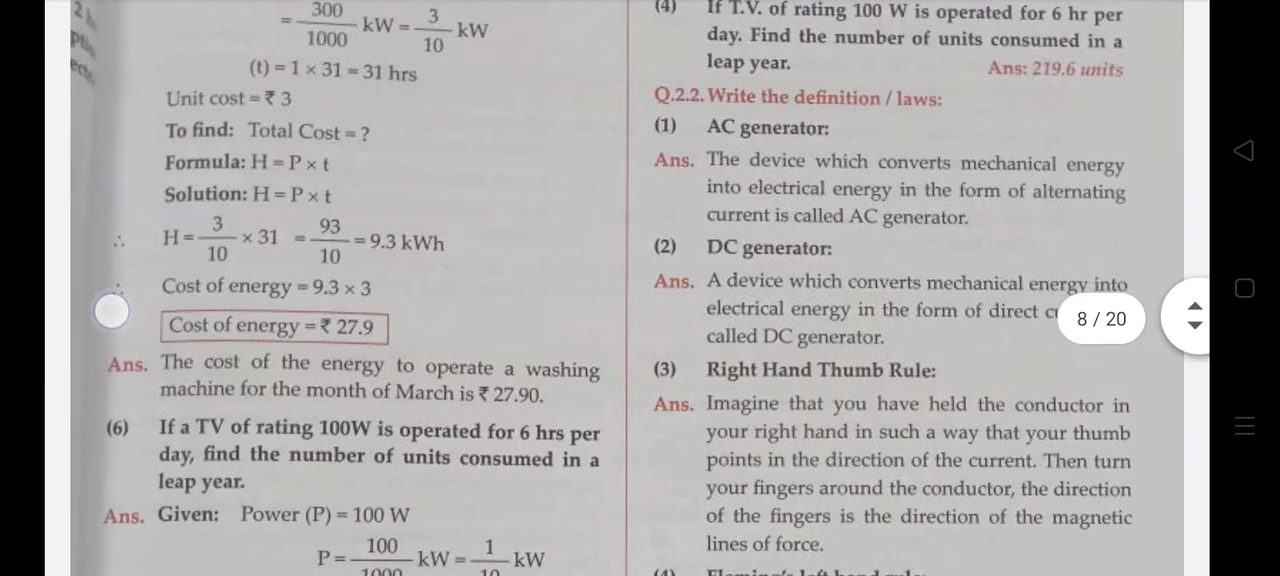 = 300/1000 kW = 3/10 kW
(t) = 1 × 31 = 31 hrs
Unit cost = ₹ 3
To find: Total Cost = ?
Formula: H = P × t
Solution: H = P × t
∴ H = 3/10 × 31 = 93/10 = 9.3 kWh
∴ Cost of energy = 9.3 × 3
Cost of energy = ₹ 27.9
Ans. The cost of the energy to operate a washing
machine for the month of March is ₹ 27.90.
(6) If a TV of rating 100W is operated for 6 hrs per
day, find the number of units consumed in a
leap year.
Ans. Given: Power (P) = 100 W
P = 100/1000 kW = 1/10 kW
(4) If T.V. of rating 100 W is operated for 6 hr per
day. Find the number of units consumed in a
leap year. Ans: 219.6 units
Q.2.2. Write the definition / laws:
(1) AC generator:
Ans. The device which converts mechanical energy
into electrical energy in the form of alternating
current is called AC generator.
(2) DC generator:
Ans. A device which converts mechanical energy into
electrical energy in the form of direct
called DC generator.
(3) Right Hand Thumb Rule:
Ans. Imagine that you have held the conductor in
your right hand in such a way that your thumb
points in the direction of the current. Then turn
your fingers around the conductor, the direction
of the fingers is the direction of the magnetic
lines of force.
(4) Fleming's left hand rule:
8 / 20